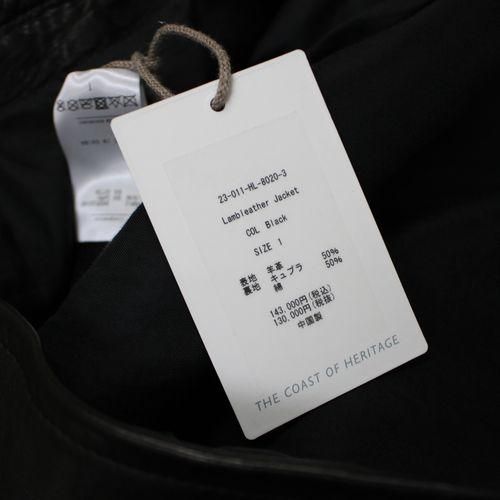 23-011-HL-8020-3
Lambleather Jacket
COL Black
SIZE 1
表地 羊革
裏地 キュプラ 50%
綿 50%
143,000円(税込)
130,000円(税抜)
中国製
THE COAST OF HERITAGE
1